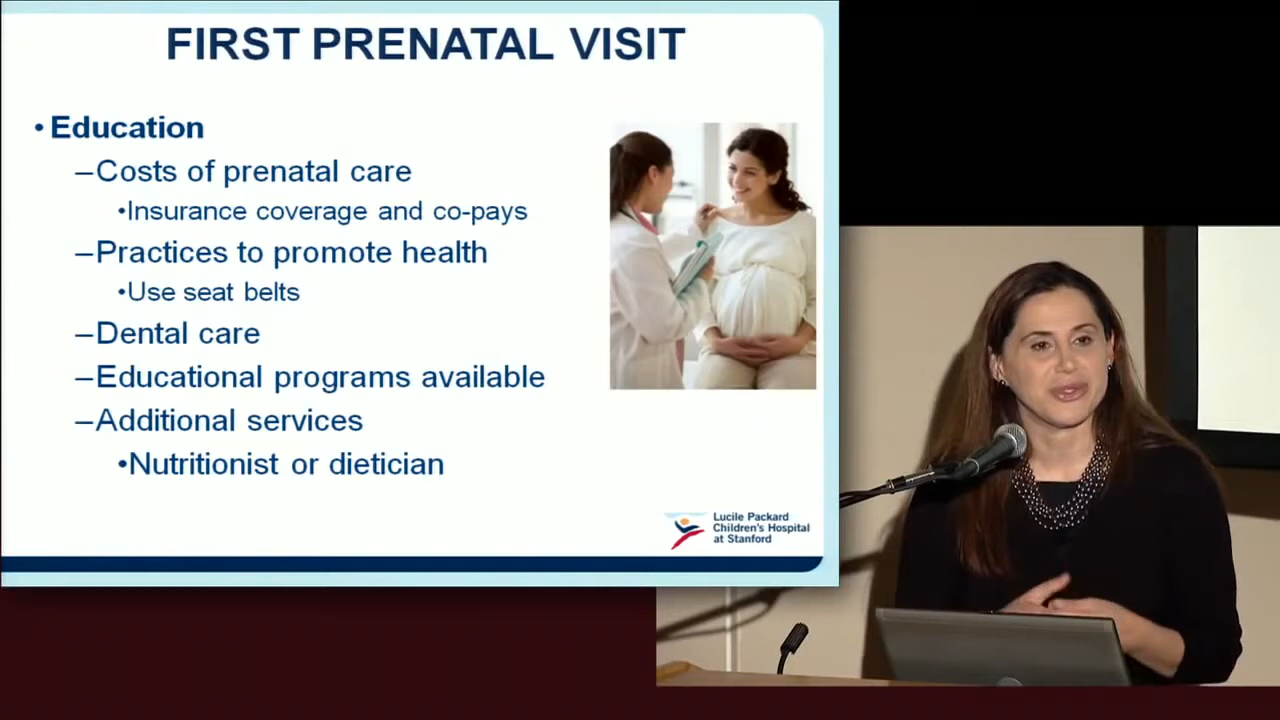 FIRST PRENATAL VISIT
•Education
–Costs of prenatal care
•Insurance coverage and co-pays
–Practices to promote health
•Use seat belts
–Dental care
–Educational programs available
–Additional services
•Nutritionist or dietician
Lucile Packard
Children's Hospital
at Stanford